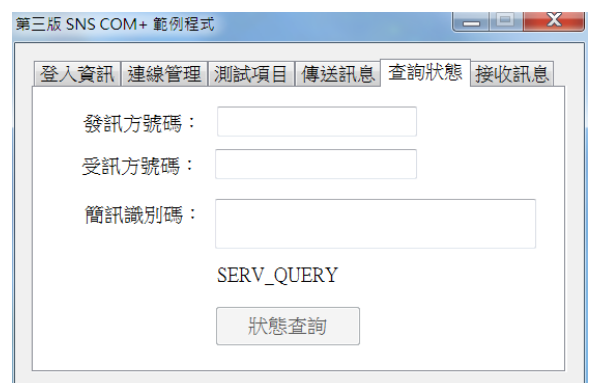 第三版 SNS COM+ 範例程式
登入資訊 連線管理 測試項目 傳送訊息 查詢狀態 接收訊息
發訊方號碼：
受訊方號碼：
簡訊識別碼：
SERV_QUERY
狀態查詢